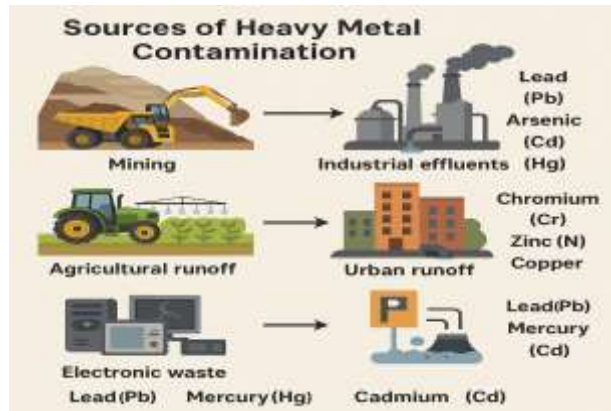 Sources of Heavy Metal
Contamination
Mining
Industrial effluents
Lead
(Pb)
Arsenic
(Cd)
(Hg)
Agricultural runoff
Urban runoff
Chromium
(Cr)
Zinc (N)
Copper
Electronic waste
P
Lead(Pb)
Mercury
(Cd)
Lead(Pb) Mercury(Hg) Cadmium (Cd)